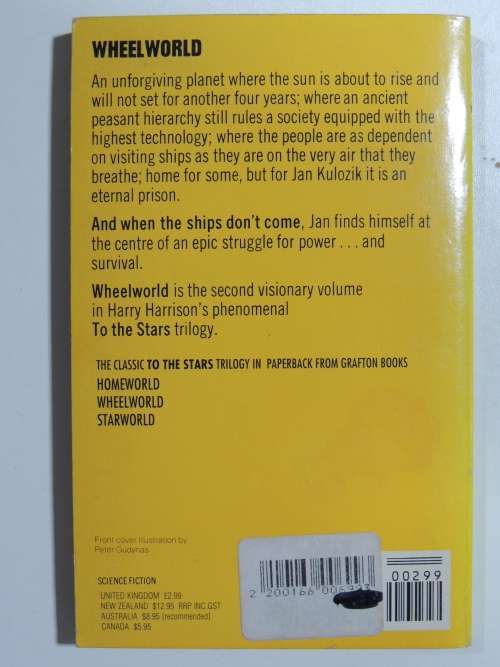 WHEELWORLD
An unforgiving planet where the sun is about to rise and
will not set for another four years; where an ancient
peasant hierarchy still rules a society equipped with the
highest technology; where the people are as dependent
on visiting ships as they are on the very air that they
breathe; home for some, but for Jan Kulozik it is an
eternal prison.
And when the ships don't come, Jan finds himself at
the centre of an epic struggle for power . . . and
survival.
Wheelworld is the second visionary volume
in Harry Harrison's phenomenal
To the Stars trilogy.
THE CLASSIC TO THE STARS TRILOGY IN PAPERBACK FROM GRAFTON BOOKS
HOMEWORLD
WHEELWORLD
STARWORLD
Front cover illustration by
Peter Gudynas
SCIENCE FICTION
UNITED KINGDOM £2.99
NEW ZEALAND $12.95 RRP INC.GST
AUSTRALIA $8.95 (recommended)
CANADA $5.95
2 200166
00299